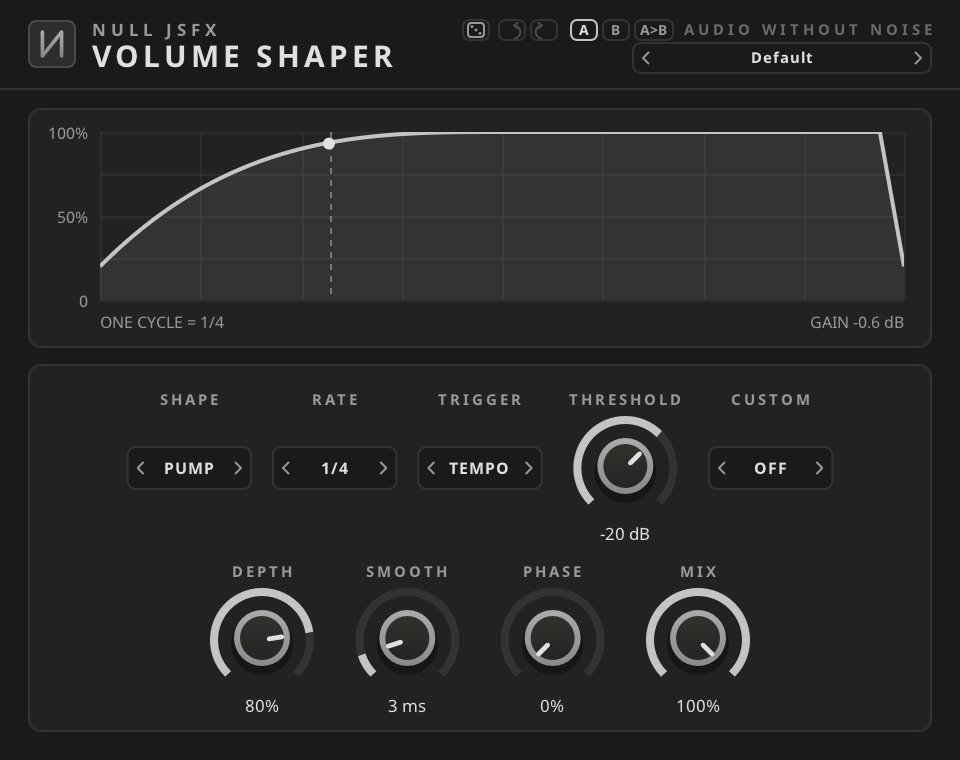 NULL JSFX
VOLUME SHAPER
A B A>B AUDIO WITHOUT NOISE
Default
100%
50%
0
ONE CYCLE = 1/4 GAIN -0.6 dB
SHAPE RATE TRIGGER THRESHOLD CUSTOM
PUMP 1/4 TEMPO OFF
-20 dB
DEPTH SMOOTH PHASE MIX
80% 3 ms 0% 100%